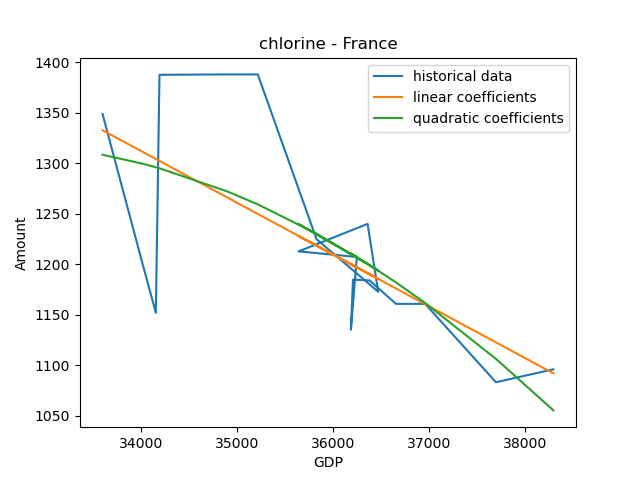 chlorine - France
historical data
linear coefficients
quadratic coefficients
1400
1350
1300
1250
1200
1150
1100
1050
Amount
34000 35000 36000 37000 38000
GDP